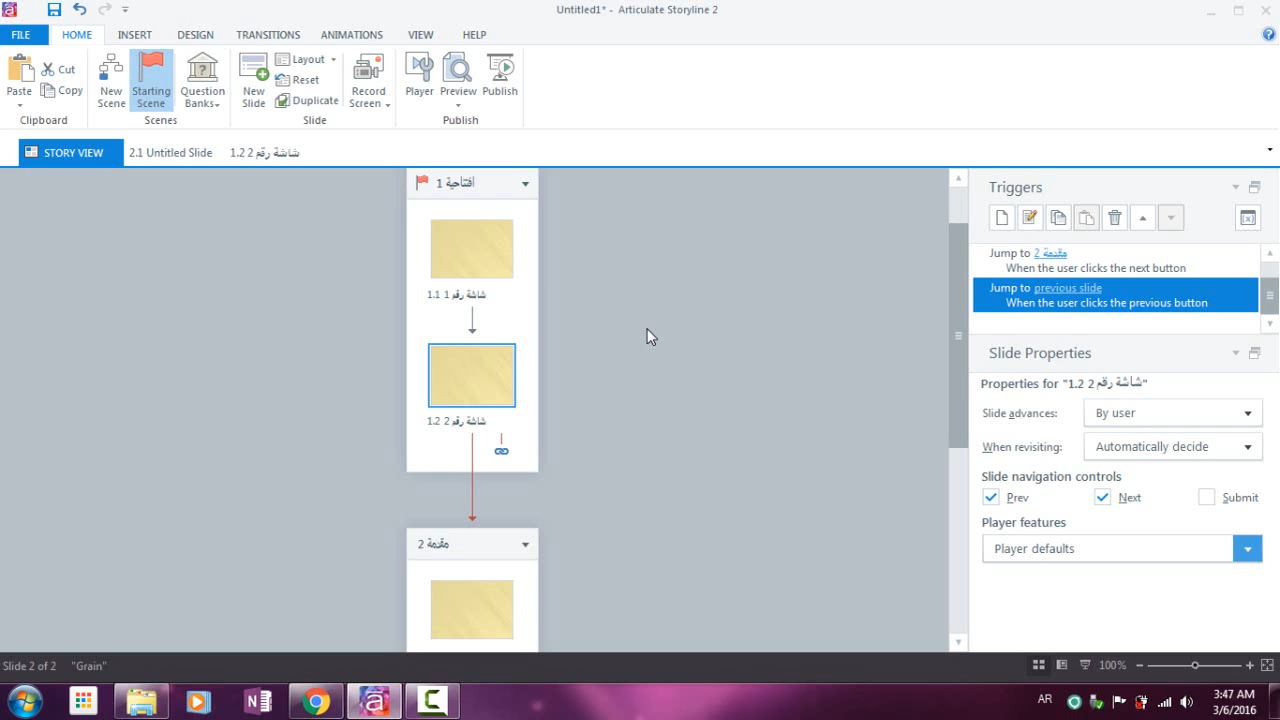 Untitled1* - Articulate Storyline 2
FILE HOME INSERT DESIGN TRANSITIONS ANIMATIONS VIEW HELP
Paste
Cut
Copy
Clipboard
New Scene
Starting Scene
Question Banks
Scenes
New Slide
Layout
Reset
Duplicate
Slide
Record Screen
Player
Preview
Publish
Publish
STORY VIEW 2.1 Untitled Slide 1.2 شاشة رقم 2
1 افتتاحية
1.1 شاشة رقم 1
1.2 شاشة رقم 2
2 مقدمة
Triggers
Jump to 2 مقدمة
When the user clicks the next button
Jump to previous slide
When the user clicks the previous button
Slide Properties
Properties for "1.2 شاشة رقم 2"
Slide advances: By user
When revisiting: Automatically decide
Slide navigation controls
Prev Next Submit
Player features
Player defaults
Slide 2 of 2 "Grain" 100%
AR 3:47 AM
3/6/2016